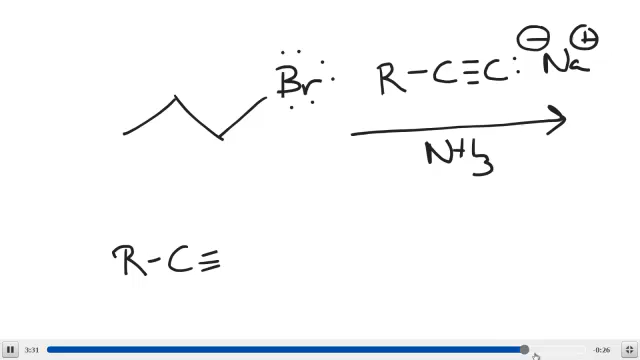 Br R-C≡C: ⊖ Na ⊕
NH3
R-C≡
3:31 -0:26